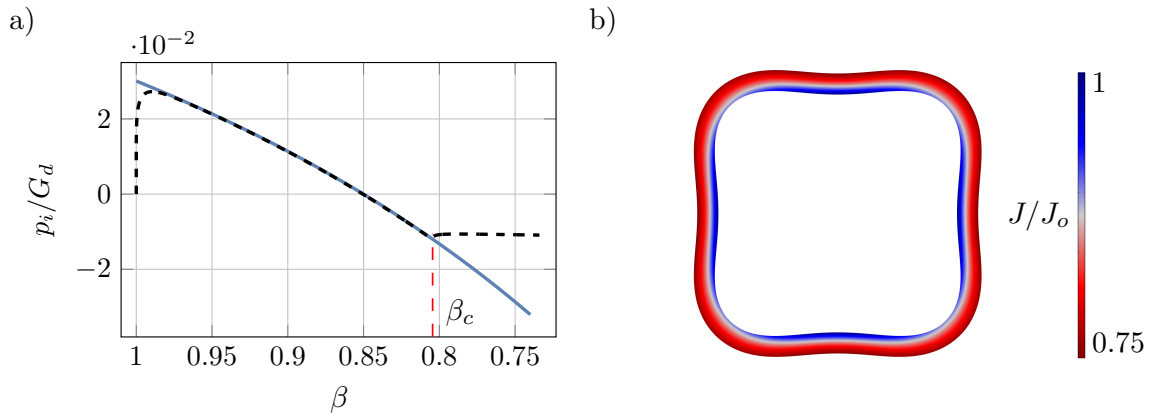 a)
·10⁻²
2
0
−2
p_i/G_d
1
0.95
0.9
0.85
0.8
0.75
β
β_c
b)
1
J/J_o
0.75